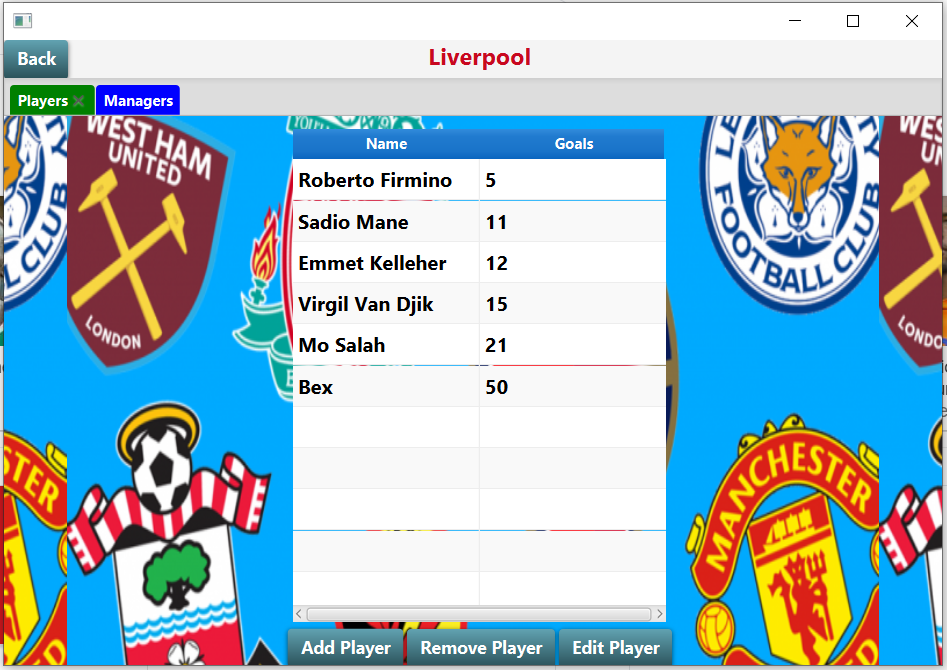 Liverpool
Back
Players
Managers
Name Goals
Roberto Firmino 5
Sadio Mane 11
Emmet Kelleher 12
Virgil Van Djik 15
Mo Salah 21
Bex 50
Add Player Remove Player Edit Player
WEST HAM
UNITED
LONDON
FOOTBALL CLUB
MANCHESTER